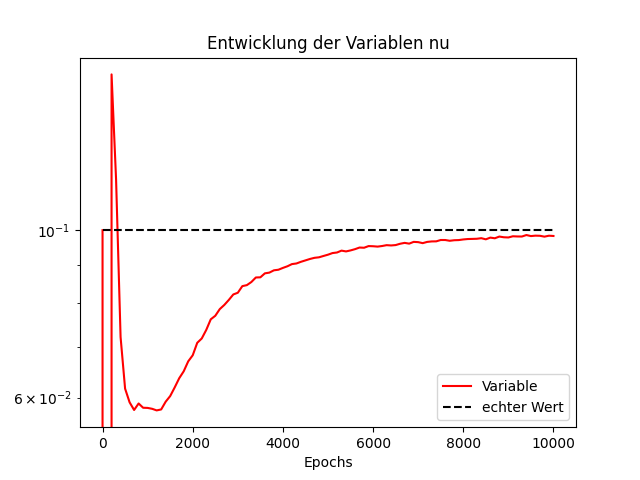 Entwicklung der Variablen nu
10⁻¹
6 × 10⁻²
0 2000 4000 6000 8000 10000
Epochs
Variable
echter Wert